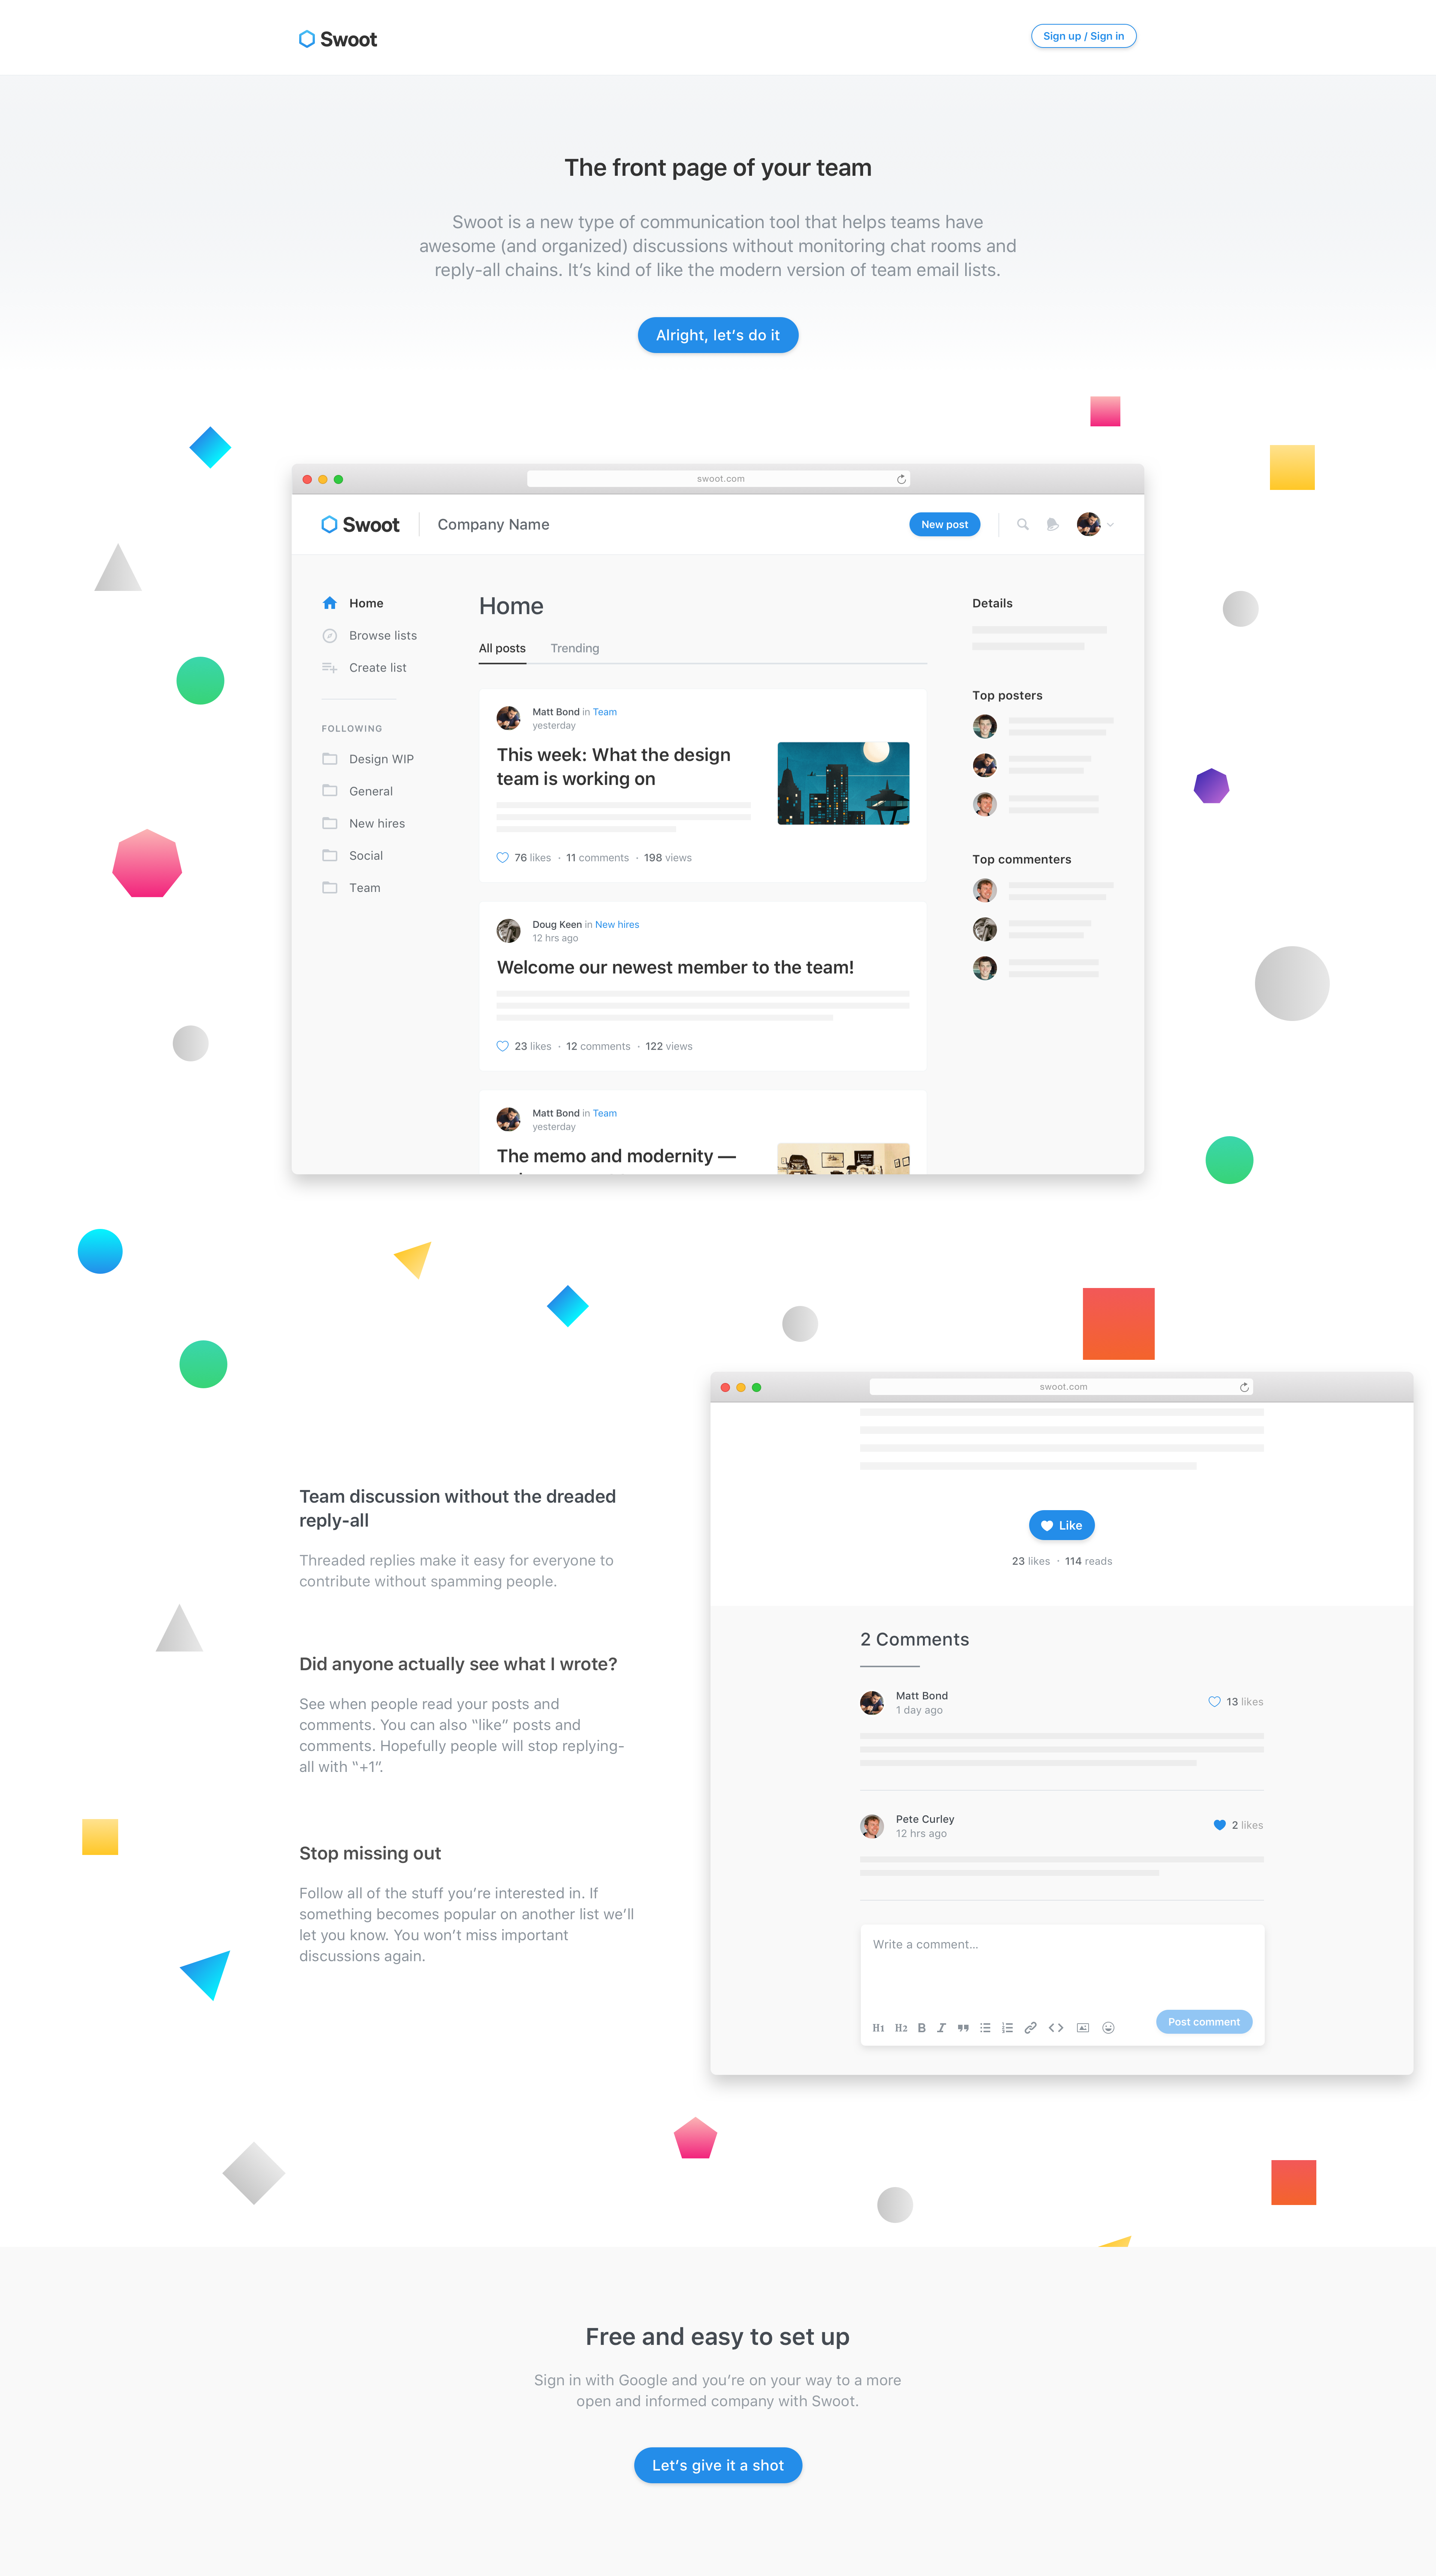 Swoot
Sign up / Sign in
The front page of your team
Swoot is a new type of communication tool that helps teams have
awesome (and organized) discussions without monitoring chat rooms and
reply-all chains. It’s kind of like the modern version of team email lists.
Alright, let’s do it
swoot.com
Swoot
Company Name
New post
Home
Browse lists
Create list
FOLLOWING
Design WIP
General
New hires
Social
Team
Home
All posts
Trending
Matt Bond in Team
yesterday
This week: What the design
team is working on
76 likes · 11 comments · 198 views
Doug Keen in New hires
12 hrs ago
Welcome our newest member to the team!
23 likes · 12 comments · 122 views
Matt Bond in Team
yesterday
The memo and modernity —
Details
Top posters
Top commenters
swoot.com
Like
23 likes · 114 reads
2 Comments
Matt Bond
1 day ago
13 likes
Pete Curley
12 hrs ago
2 likes
Write a comment...
H1 H2 B I
Post comment
Team discussion without the dreaded
reply-all
Threaded replies make it easy for everyone to
contribute without spamming people.
Did anyone actually see what I wrote?
See when people read your posts and
comments. You can also “like” posts and
comments. Hopefully people will stop replying-
all with “+1”.
Stop missing out
Follow all of the stuff you’re interested in. If
something becomes popular on another list we’ll
let you know. You won’t miss important
discussions again.
Free and easy to set up
Sign in with Google and you’re on your way to a more
open and informed company with Swoot.
Let’s give it a shot